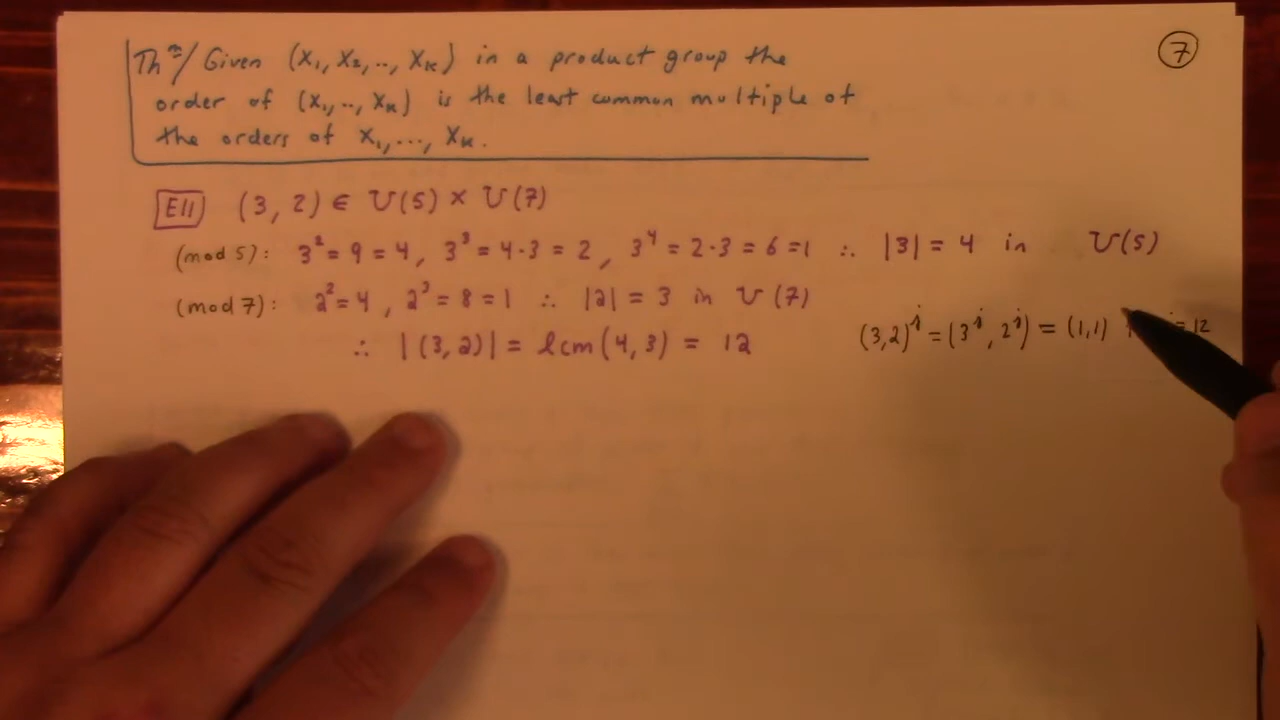 7
Thm/ Given (x₁, x₂, .., xₖ) in a product group the
order of (x₁, .., xₖ) is the least common multiple of
the orders of x₁, ..., xₖ.
E11 (3, 2) ∈ U(5) × U(7)
(mod 5): 3² = 9 = 4, 3³ = 4·3 = 2, 3⁴ = 2·3 = 6 = 1 ∴ |3| = 4 in U(5)
(mod 7): 2² = 4, 2³ = 8 = 1 ∴ |2| = 3 in U(7)
∴ |(3,2)| = lcm(4,3) = 12
(3,2)ʲ = (3ʲ, 2ʲ) = (1,1) j = 12